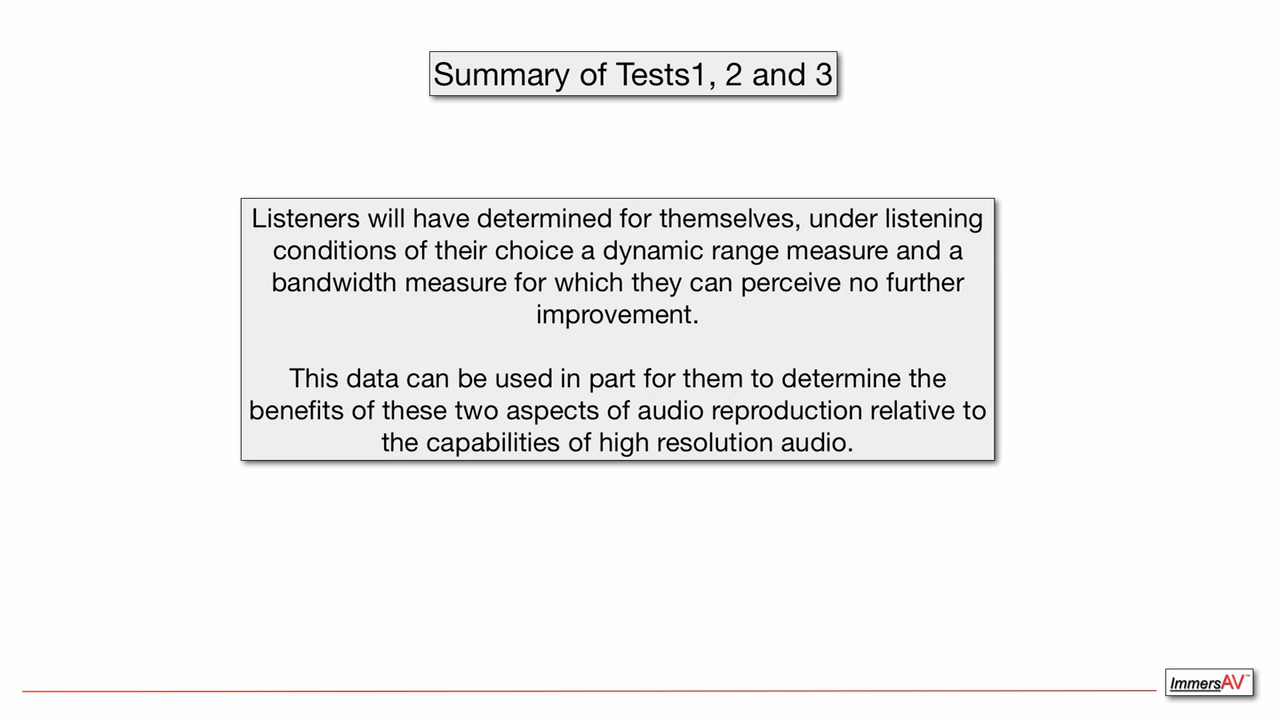 Summary of Tests1, 2 and 3
Listeners will have determined for themselves, under listening
conditions of their choice a dynamic range measure and a
bandwidth measure for which they can perceive no further
improvement.
This data can be used in part for them to determine the
benefits of these two aspects of audio reproduction relative to
the capabilities of high resolution audio.
ImmersAV™